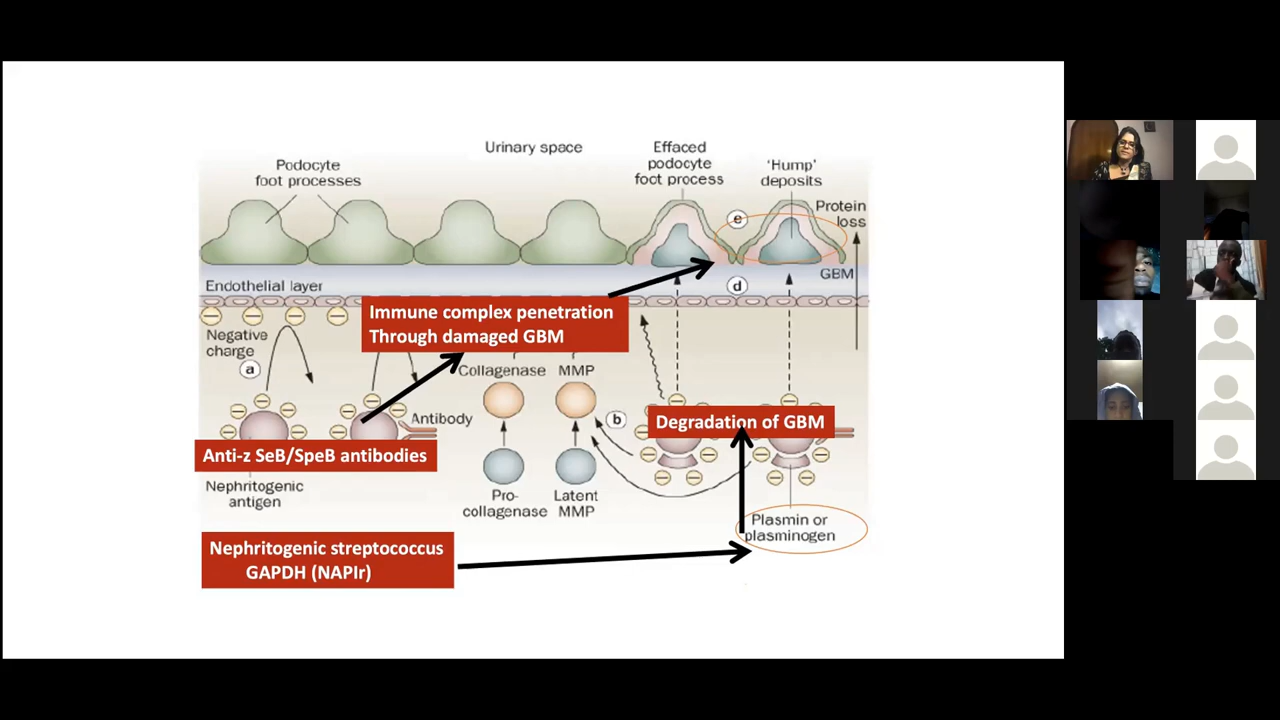 Urinary space
Podocyte
foot processes
Effaced
podocyte
foot process
'Hump'
deposits
Protein
loss
e
GBM
d
Endothelial layer
Immune complex penetration
Through damaged GBM
Negative
charge
a
Collagenase
MMP
Antibody
b
Degradation of GBM
Anti-z SeB/SpeB antibodies
Nephritogenic
antigen
Pro-
collagenase
Latent
MMP
Plasmin or
plasminogen
Nephritogenic streptococcus
GAPDH (NAPIr)